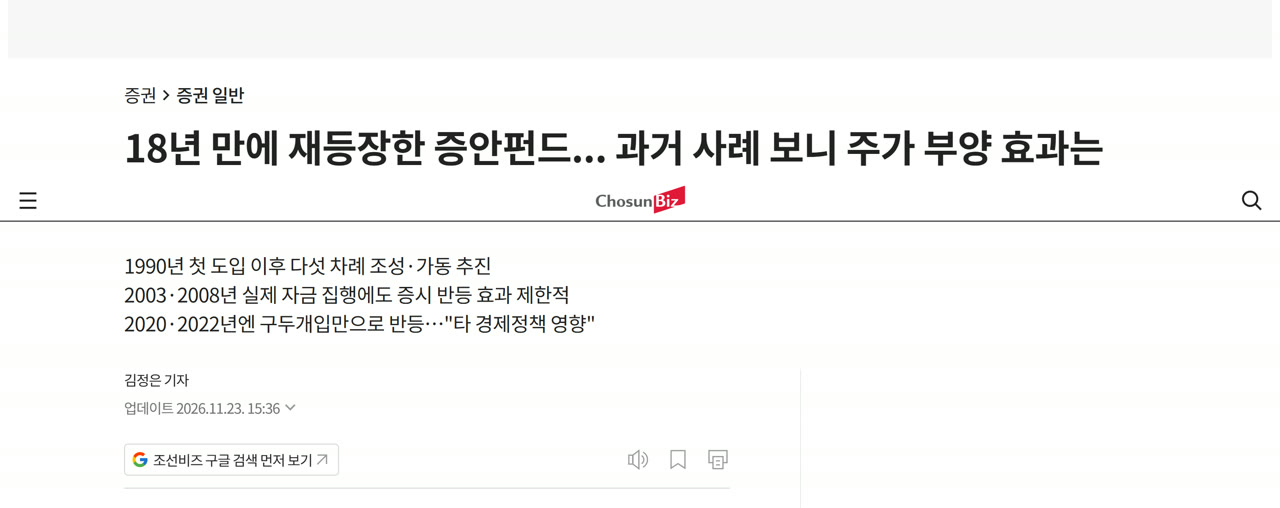 증권 > 증권 일반
18년 만에 재등장한 증안펀드... 과거 사례 보니 주가 부양 효과는
ChosunBiz
1990년 첫 도입 이후 다섯 차례 조성·가동 추진
2003·2008년 실제 자금 집행에도 증시 반등 효과 제한적
2020·2022년엔 구두개입만으로 반등…"타 경제정책 영향"
김정은 기자
업데이트 2026.11.23. 15:36
조선비즈 구글 검색 먼저 보기